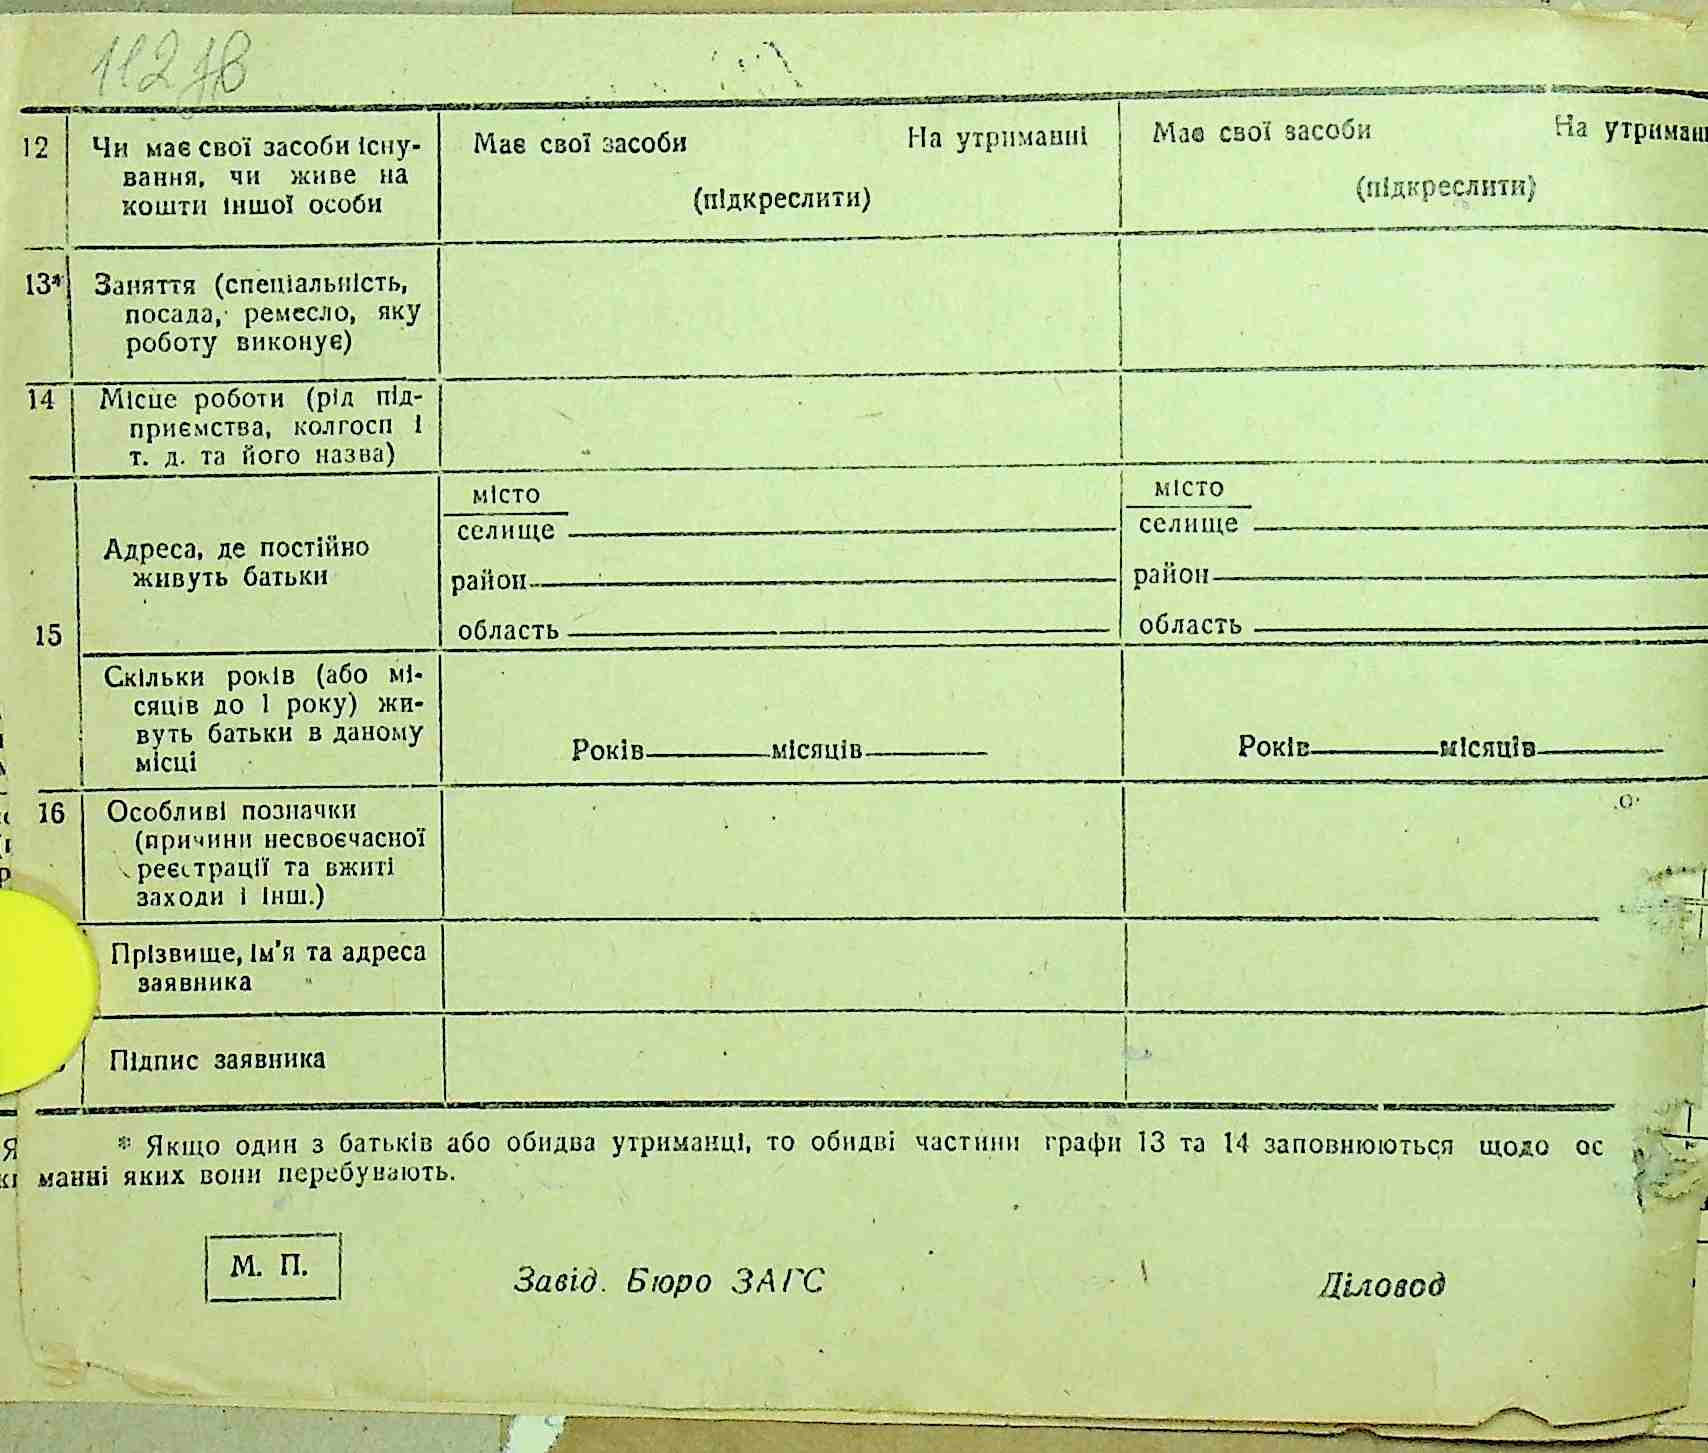 12 Чи має свої засоби існу- Має свої засоби На утриманні Має свої засоби На утриман
вання, чи живе на
кошти іншої особи (підкреслити) (підкреслити)
13* Заняття (спеціальність,
посада, ремесло, яку
роботу виконує)
14 Місце роботи (рід під-
приємства, колгосп і
т. д. та його назва)
15
Адреса, де постійно
живуть батьки
місто місто
селище селище
район район
область область
Скільки років (або мі-
сяців до 1 року) жи-
вуть батьки в даному
місці
Років місяців Років місяців
16 Особливі позначки
(причини несвоєчасної
реєстрації та вжиті
заходи і інш.)
Прізвище, ім'я та адреса
заявника
Підпис заявника
* Якщо один з батьків або обидва утриманці, то обидві частини графи 13 та 14 заповнюються щодо ос
манні яких вони перебувають.
М. П. Завід. Бюро ЗАГС Діловод